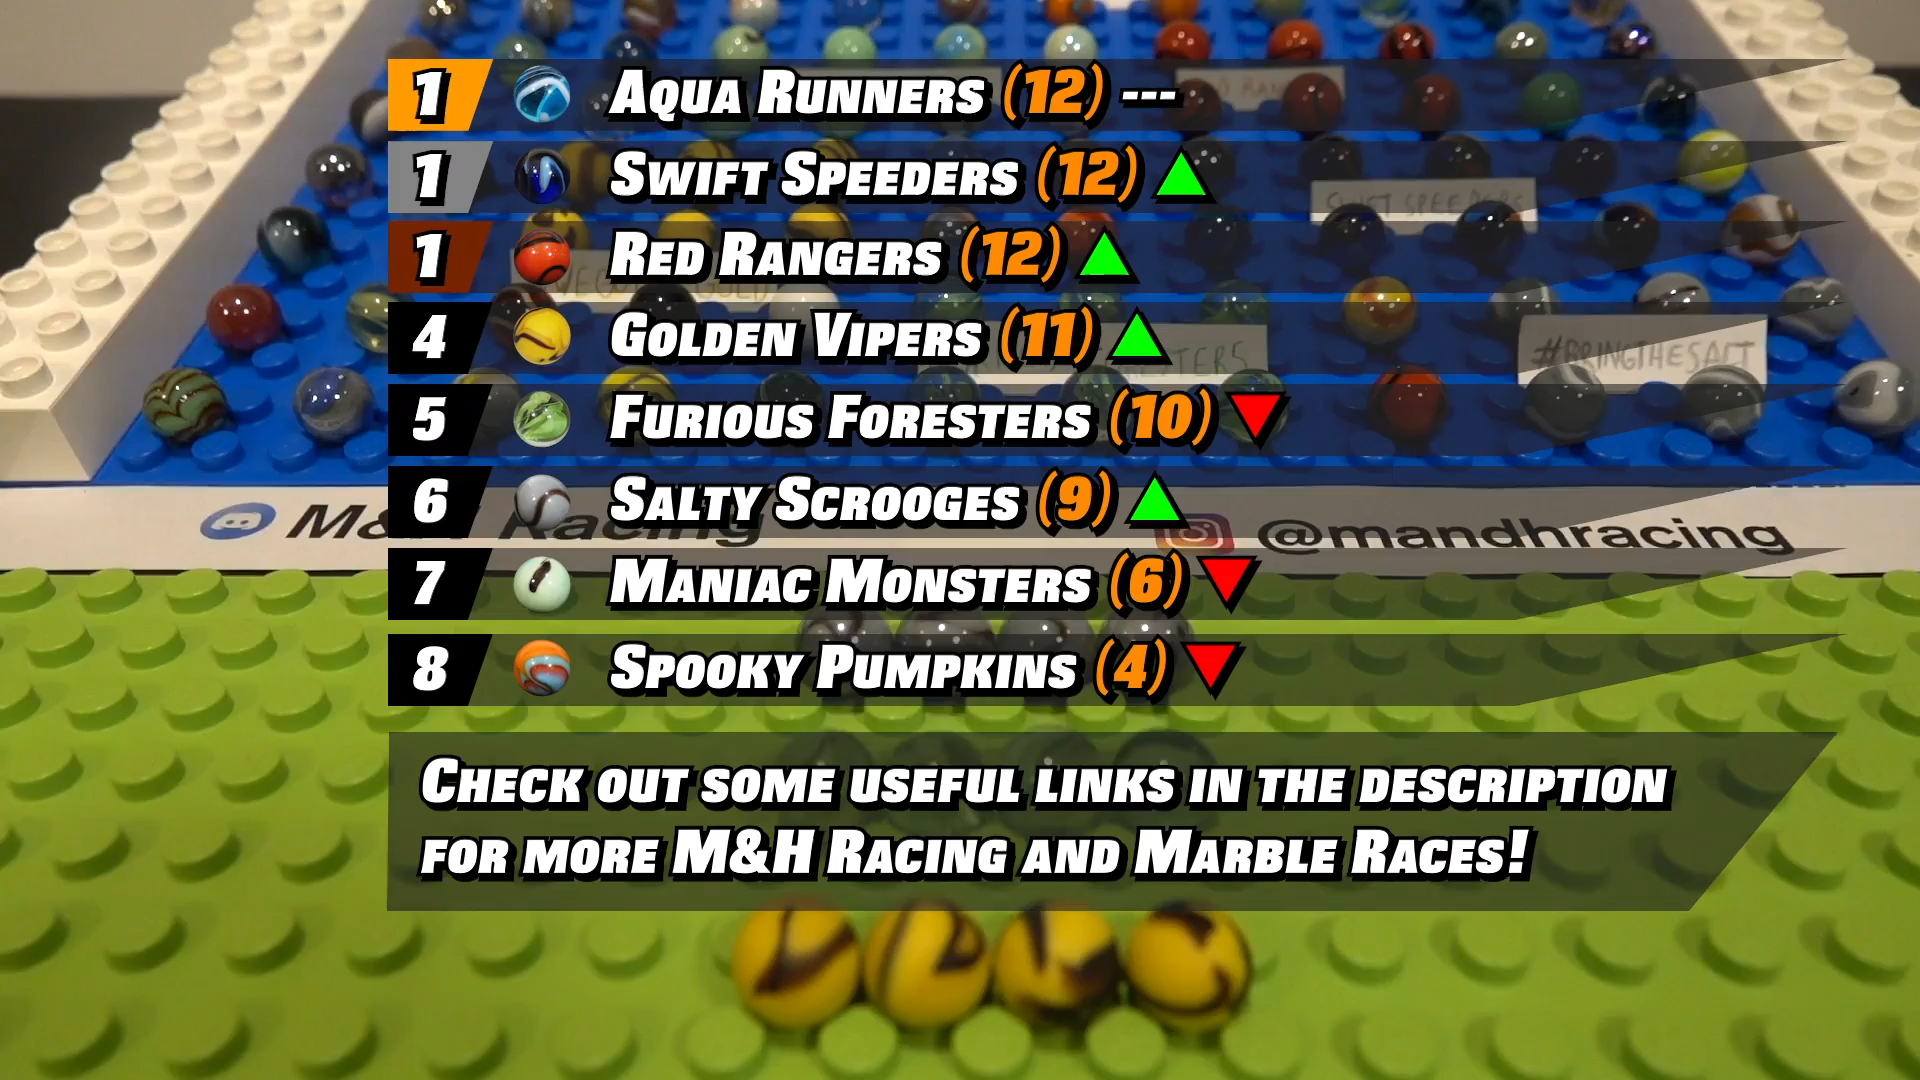 1 Aqua Runners (12) ---
1 Swift Speeders (12)
1 Red Rangers (12)
4 Golden Vipers (11)
5 Furious Foresters (10)
#BRINGTHESALT
6 Salty Scrooges (9)
M&H Racing
@mandhracing
7 Maniac Monsters (6)
8 Spooky Pumpkins (4)
Check out some useful links in the description
for more M&H Racing and Marble Races!